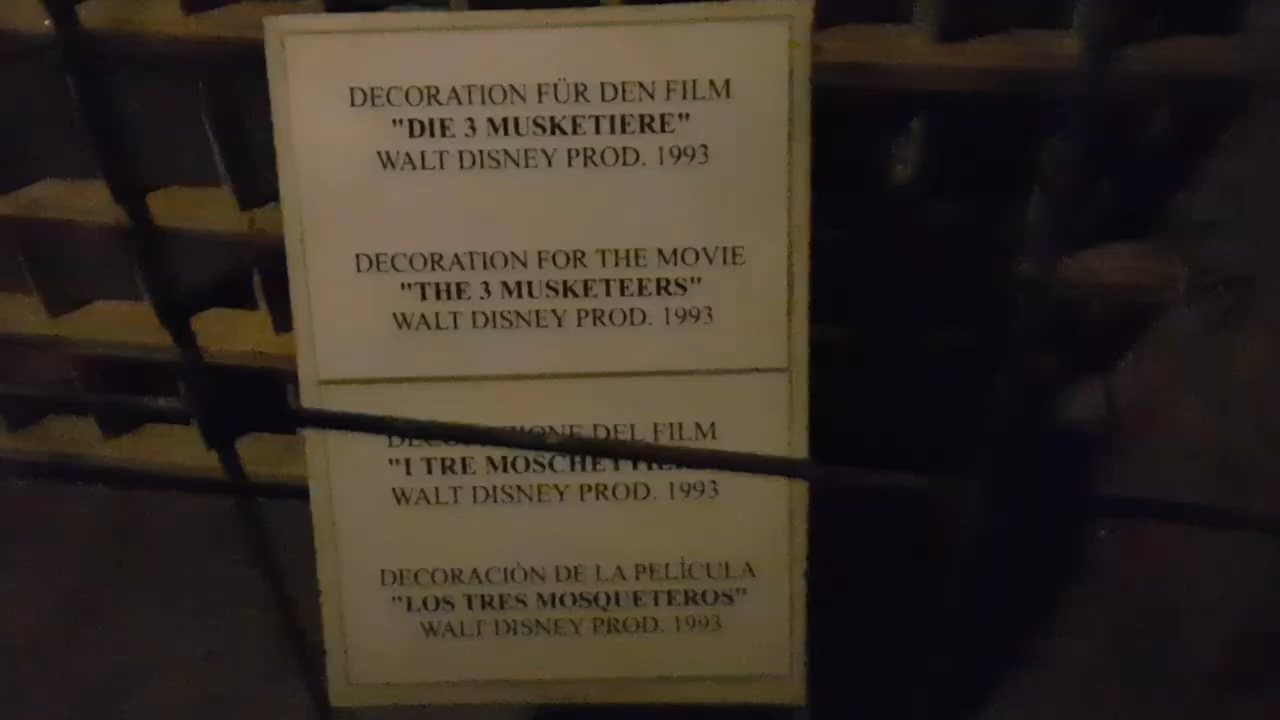 DECORATION FÜR DEN FILM
"DIE 3 MUSKETIERE"
WALT DISNEY PROD. 1993
DECORATION FOR THE MOVIE
"THE 3 MUSKETEERS"
WALT DISNEY PROD. 1993
DEL FILM
"I TRE
WALT DISNEY PROD. 1993
DECORACIÒN DE LA PELÌCULA
"LOS TRES MOSQUETEROS"
WALT DISNEY PROD. 1993